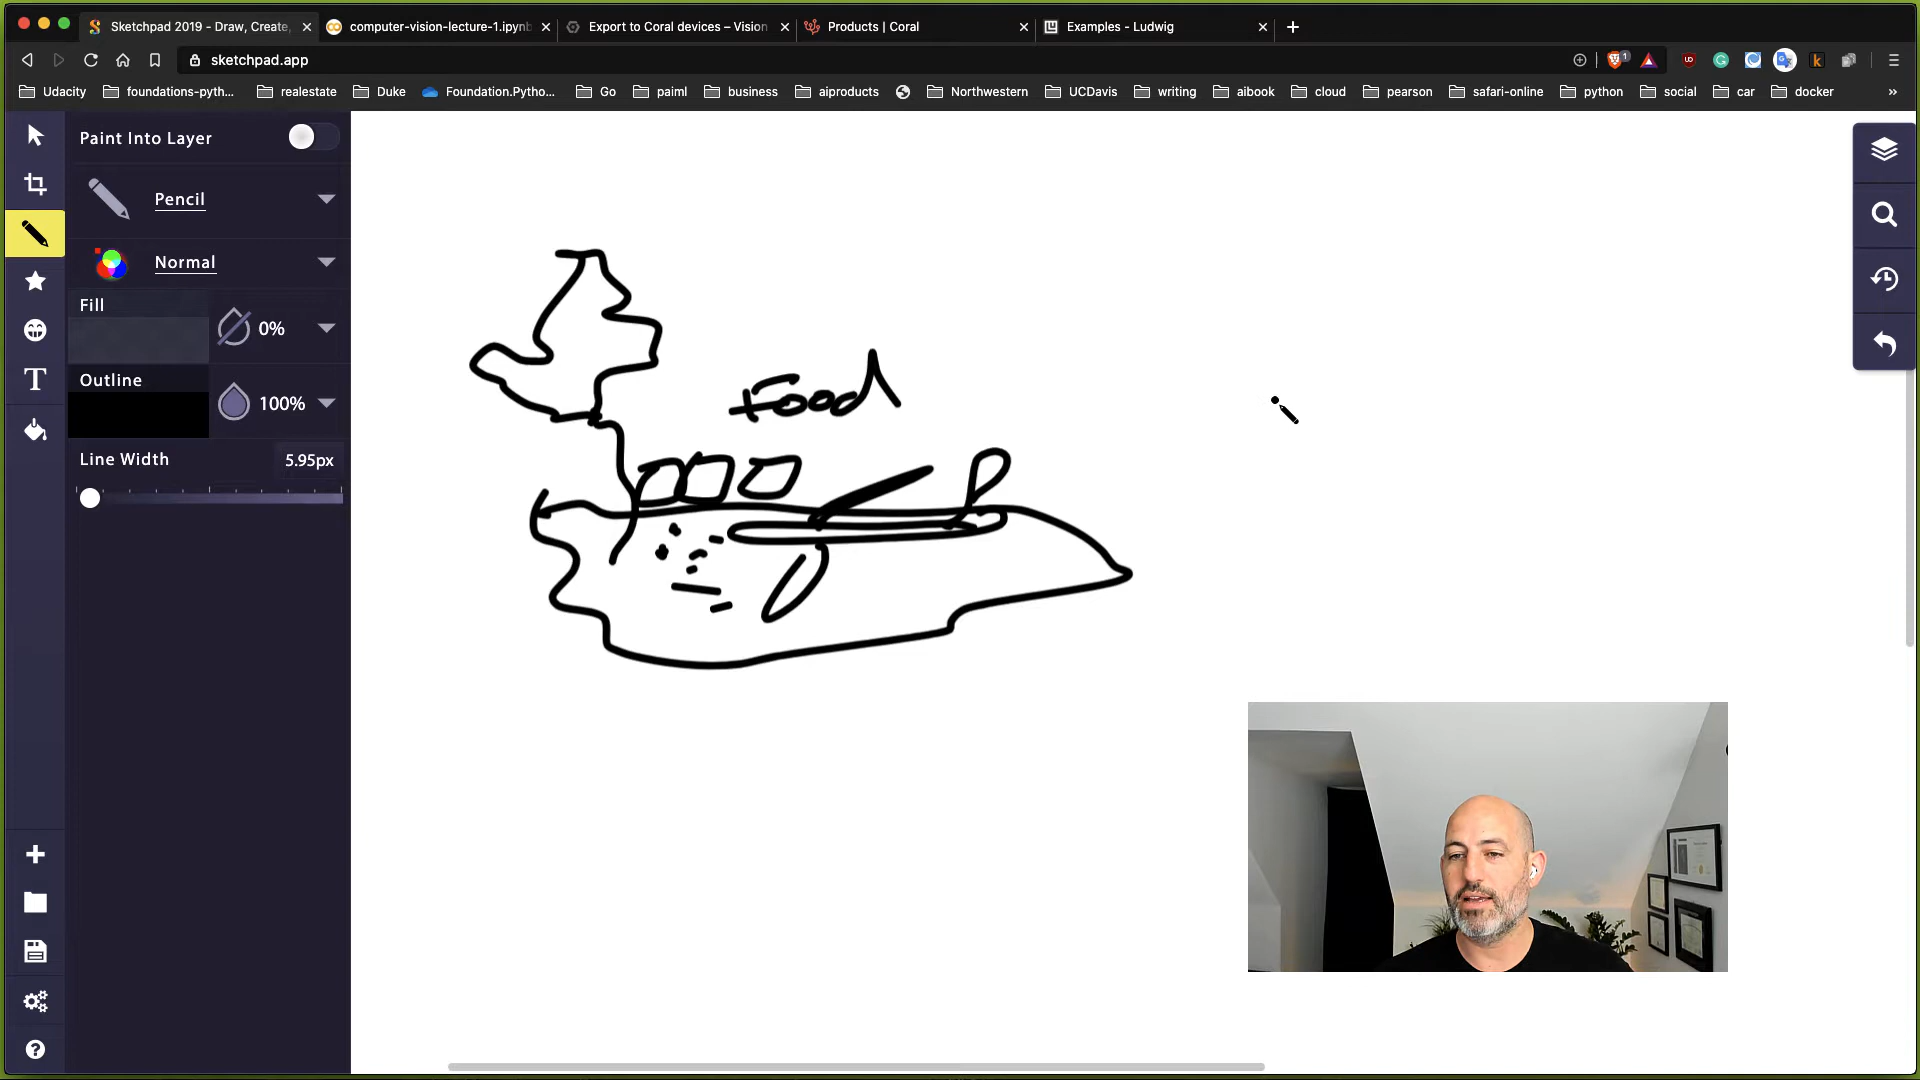 Sketchpad 2019 - Draw, Create,
computer-vision-lecture-1.ipynb
Export to Coral devices – Vision
Products | Coral
Examples - Ludwig
sketchpad.app
1
Udacity
foundations-pyth...
realestate
Duke
Foundation.Pytho...
Go
paiml
business
aiproducts
Northwestern
UCDavis
writing
aibook
cloud
pearson
safari-online
python
social
car
docker
»
Paint Into Layer
Pencil
Normal
Fill
0%
Outline
100%
Line Width
5.95px
Food